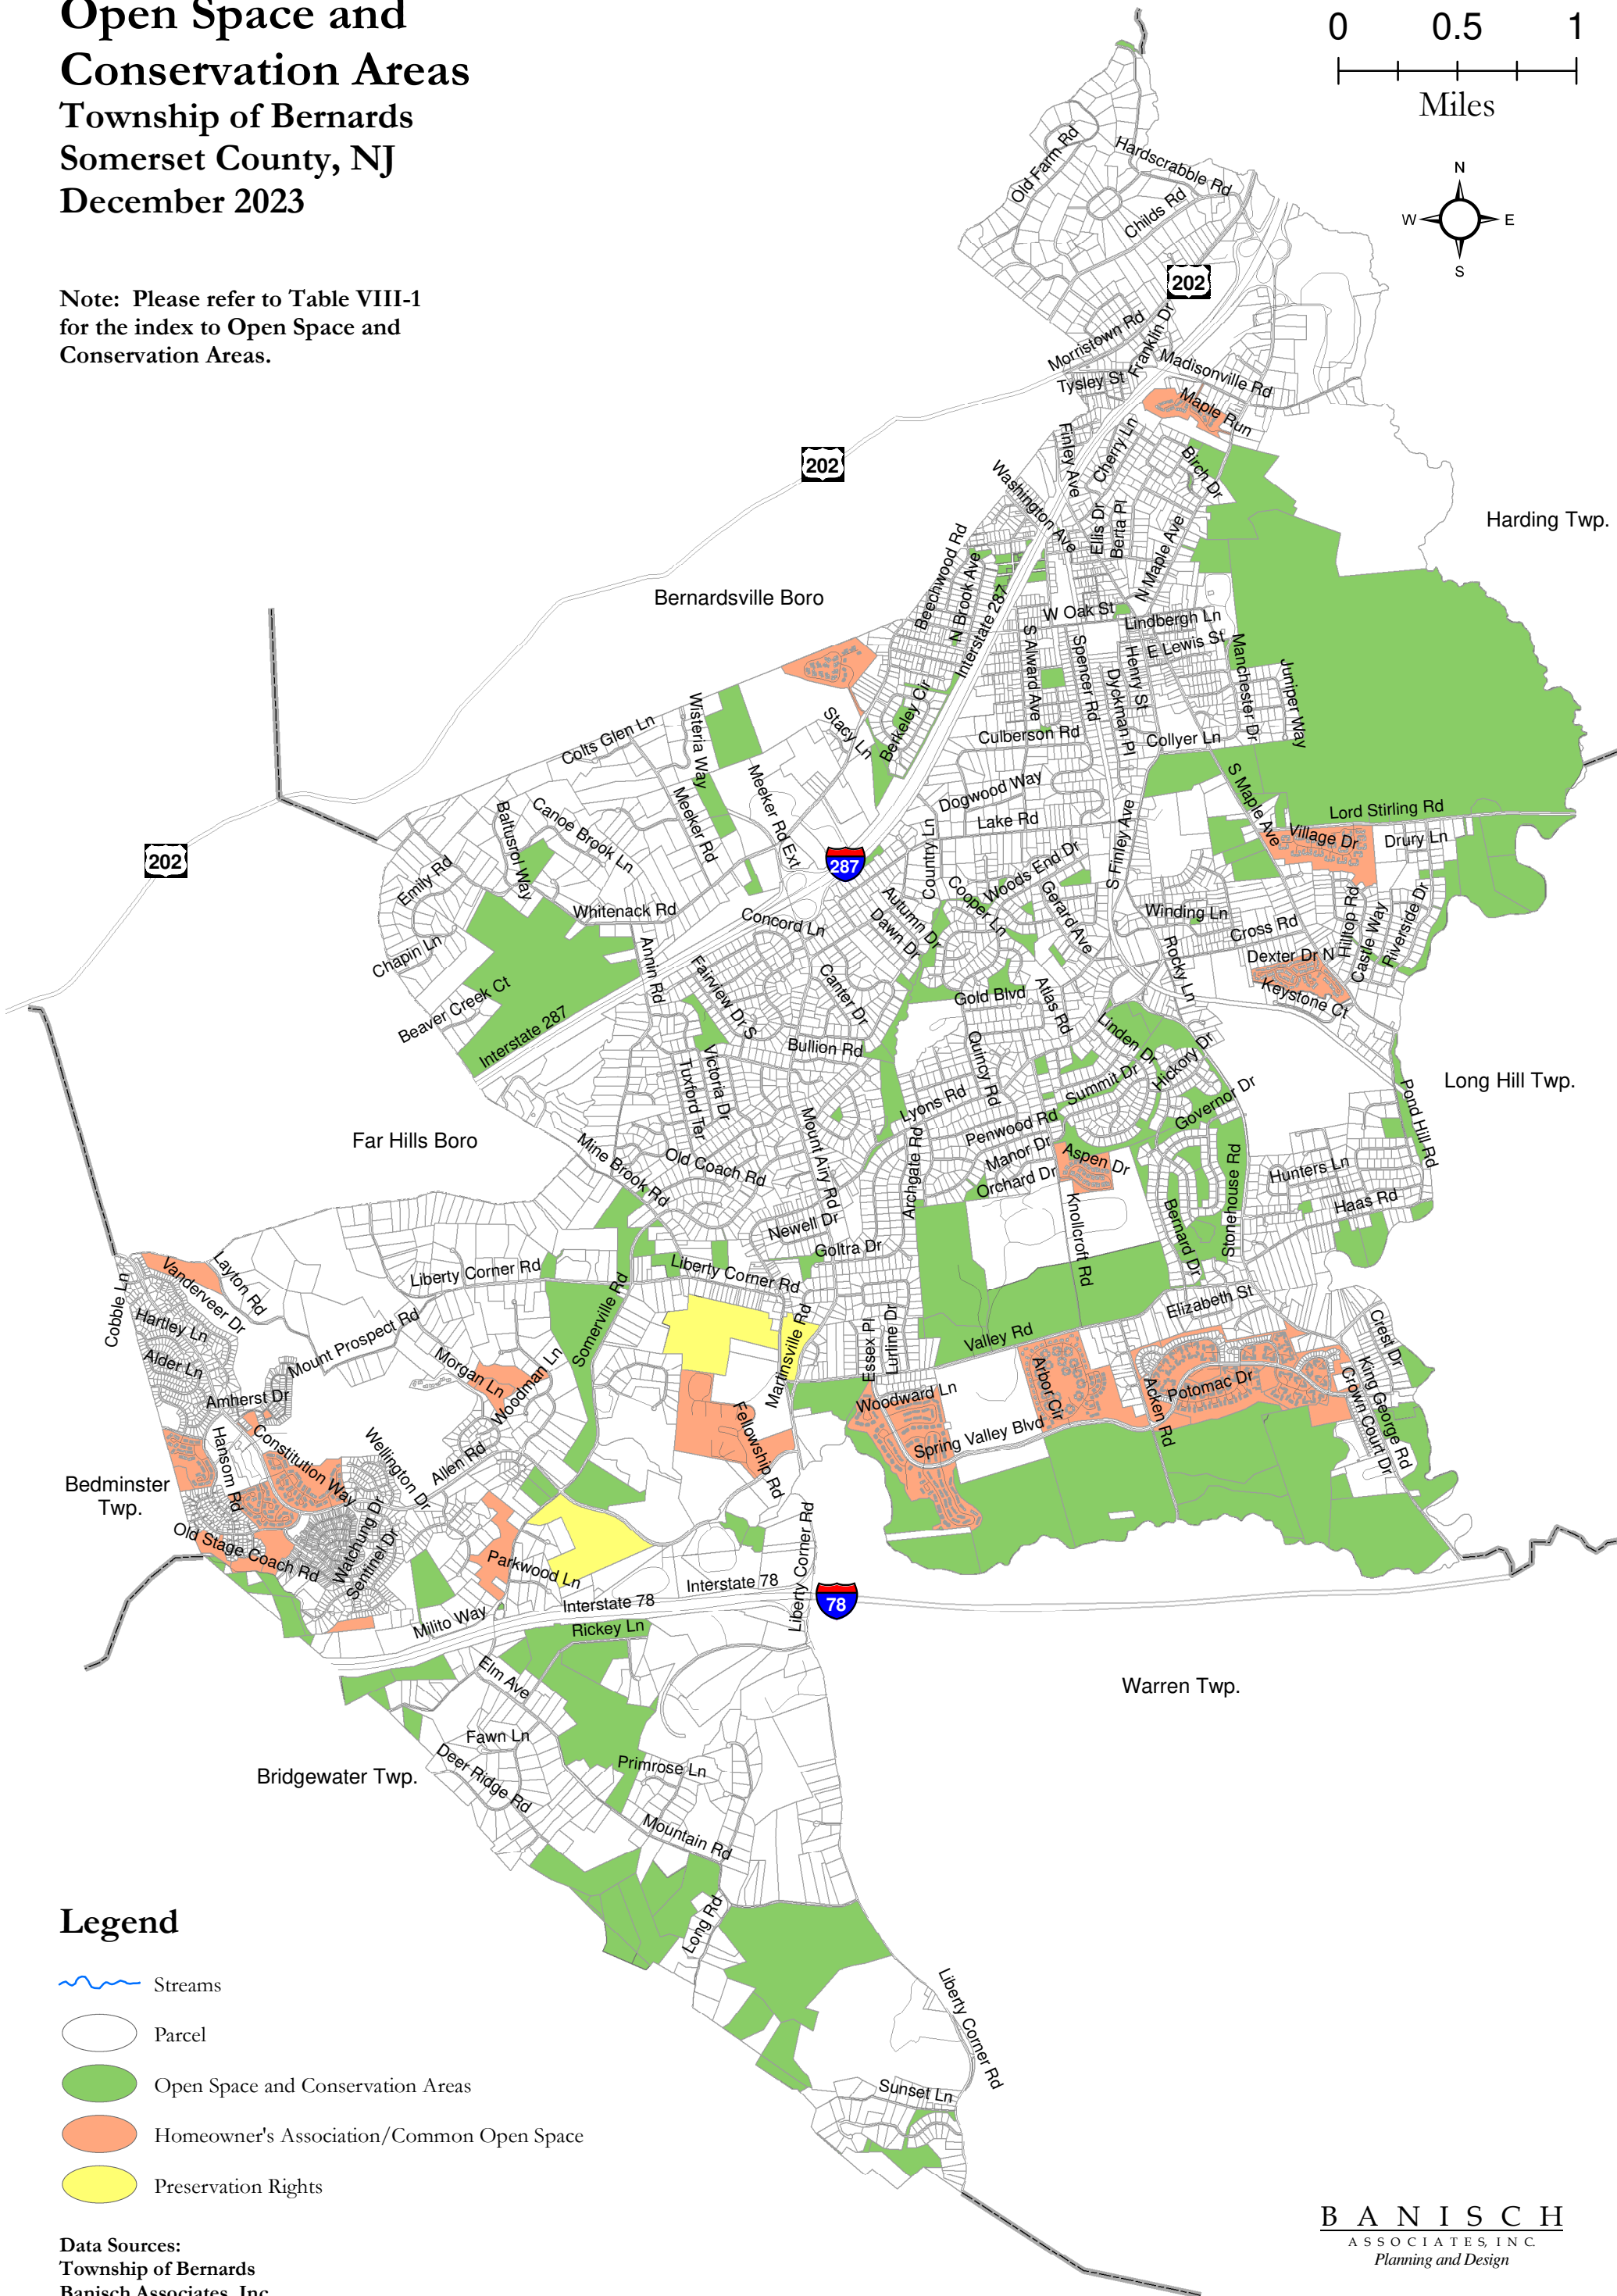 Open Space and
Conservation Areas
Township of Bernards
Somerset County, NJ
December 2023
Note: Please refer to Table VIII-1
for the index to Open Space and
Conservation Areas.
0 0.5 1
Miles
N
W E
S
Old Farm Rd
Hardscrabble Rd
Childs Rd
202
Morristown Rd
Franklin Dr
Tysley St
Madisonville Rd
Maple Run
202
Finley Ave
Cherry Ln
Birch Dr
Washington Ave
Ellis Dr
Berta Pl
N Maple Ave
Harding Twp.
Bernardsville Boro
Beechwood Rd
N Brook Ave
Interstate 287
W Oak St
Lindbergh Ln
E Lewis St
S Alward Ave
Spencer Rd
Henry St
Dyckman Pl
Manchester Dr
Juniper Way
Berkeley Cir
Stacy Ln
Culberson Rd
Collyer Ln
Colts Glen Ln
Wisteria Way
Meeker Rd
Meeker Rd Ext
Dogwood Way
Lake Rd
S Maple Ave
Lord Stirling Rd
Village Dr
Drury Ln
202
Baltusrol Way
Canoe Brook Ln
Emily Rd
287
Country Ln
Woods End Dr
Cooper Ln
S Finley Ave
Gerard Ave
Whitenack Rd
Concord Ln
Autumn Dr
Dawn Dr
Winding Ln
Cross Rd
Hilltop Rd
Castle Way
Riverside Dr
Chapin Ln
Annin Rd
Fairview Dr S
Canter Dr
Rocky Ln
Dexter Dr N
Keystone Ct
Beaver Creek Ct
Interstate 287
Gold Blvd
Atlas Rd
Bullion Rd
Linden Dr
Hickory Dr
Quincy Rd
Victoria Dr
Tuxford Ter
Summit Dr
Governor Dr
Long Hill Twp.
Pond Hill Rd
Lyons Rd
Penwood Rd
Manor Dr
Orchard Dr
Aspen Dr
Far Hills Boro
Mine Brook Rd
Old Coach Rd
Mount Airy Rd
Archgate Rd
Stonehouse Rd
Hunters Ln
Haas Rd
Knollcroft Rd
Bernard Dr
Newell Dr
Goltra Dr
Liberty Corner Rd
Liberty Corner Rd
Layton Rd
Vanderveer Dr
Cobble Ln
Hartley Ln
Alder Ln
Mount Prospect Rd
Somerville Rd
Martinsville Rd
Essex Pl
Lurline Dr
Valley Rd
Elizabeth St
Crest Dr
Morgan Ln
Woodman Ln
Amherst Dr
Woodward Ln
Arbor Cir
Acken Rd
Potomac Dr
King George Rd
Crown Court Dr
Fellowship Rd
Spring Valley Blvd
Constitution Way
Hansom Rd
Wellington Dr
Allen Rd
Bedminster
Twp.
Old Stage Coach Rd
Watchung Dr
Sentinel Dr
Parkwood Ln
Liberty Corner Rd
Milito Way
Interstate 78
Interstate 78
78
Rickey Ln
Elm Ave
Warren Twp.
Fawn Ln
Deer Ridge Rd
Primrose Ln
Bridgewater Twp.
Mountain Rd
Long Rd
Liberty Corner Rd
Sunset Ln
Legend
Streams
Parcel
Open Space and Conservation Areas
Homeowner's Association/Common Open Space
Preservation Rights
Data Sources:
Township of Bernards
Banisch Associates, Inc.
BANISCH
ASSOCIATES, INC.
Planning and Design